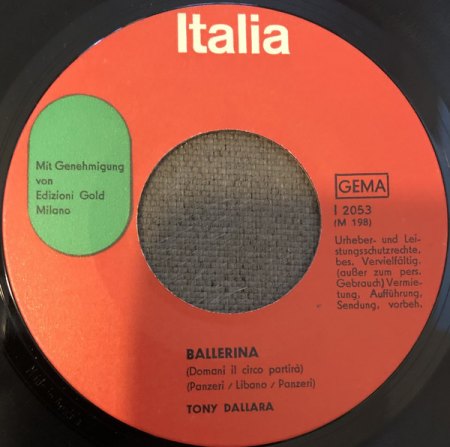 Italia
Mit Genehmigung
von
Edizioni Gold
Milano
GEMA
I 2053
(M 198)
Urheber- und Lei-
stungsschutzrechte,
bes. Vervielfältig.
(außer zum pers.
Gebrauch) Vermie-
tung, Aufführung,
Sendung, vorbeh.
BALLERINA
(Domani il circo partirà)
(Panzeri / Libano / Panzeri)
TONY DALLARA